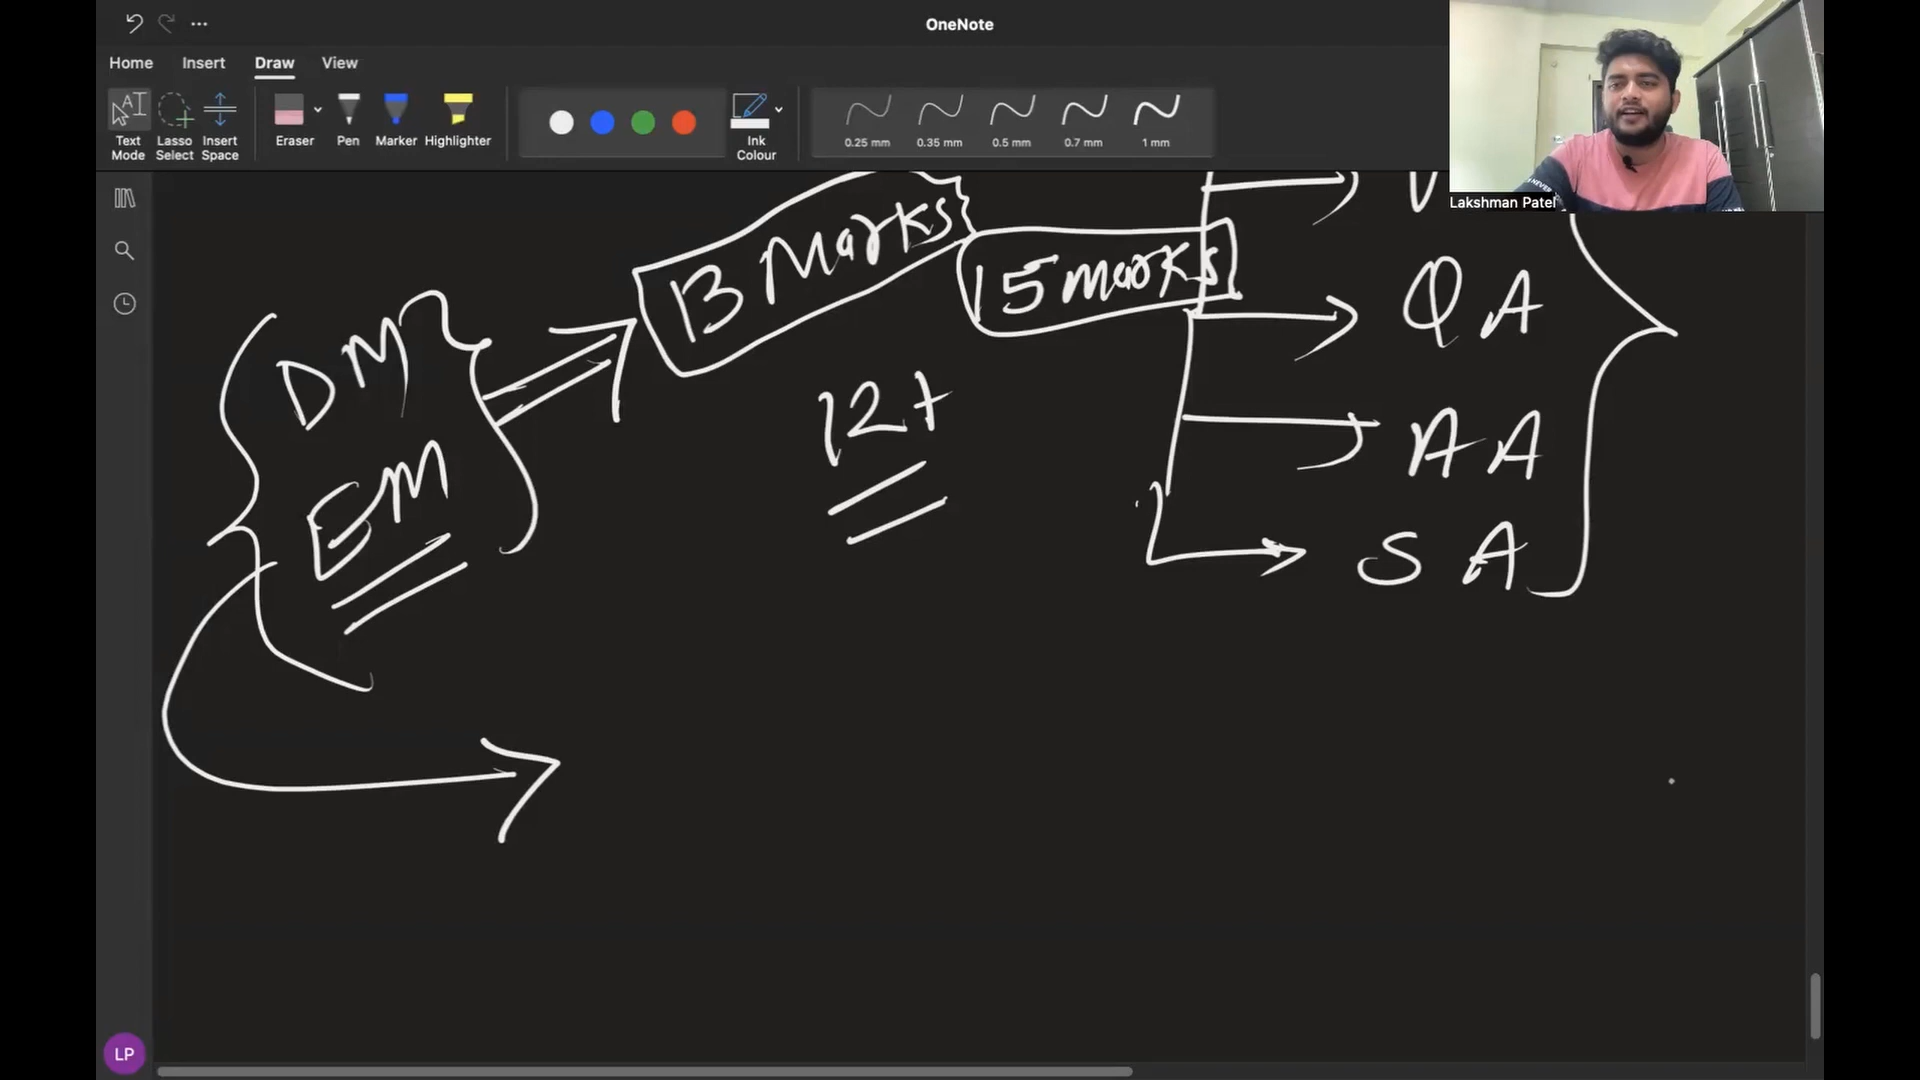 OneNote
Home Insert Draw View
Text Mode
Lasso Select
Insert Space
Eraser
Pen
Marker
Highlighter
Ink Colour
0.25 mm
0.35 mm
0.5 mm
0.7 mm
1 mm
Lakshman Patel
13 Marks
15 marks
DM
EM
12+
QA
AA
SA
LP